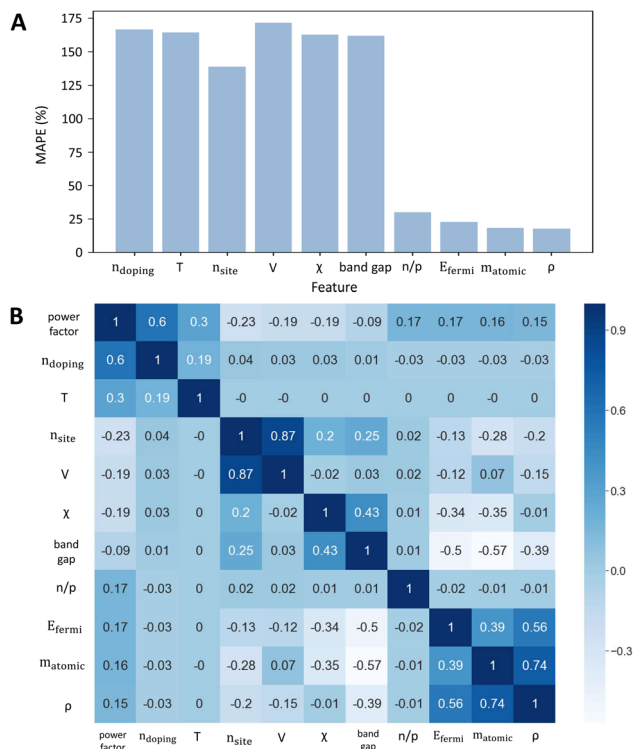 A
175
150
125
100
75
50
25
0
MAPE (%)
n_doping T n_site V χ band gap n/p E_fermi m_atomic ρ
Feature
B
power factor 1 0.6 0.3 -0.23 -0.19 -0.19 -0.09 0.17 0.17 0.16 0.15
n_doping 0.6 1 0.19 0.04 0.03 0.03 0.01 -0.03 -0.03 -0.03 -0.03
T 0.3 0.19 1 -0 -0 0 0 0 0 -0 0
n_site -0.23 0.04 -0 1 0.87 0.2 0.25 0.02 -0.13 -0.28 -0.2
V -0.19 0.03 -0 0.87 1 -0.02 0.03 0.02 -0.12 0.07 -0.15
χ -0.19 0.03 0 0.2 -0.02 1 0.43 0.01 -0.34 -0.35 -0.01
band gap -0.09 0.01 0 0.25 0.03 0.43 1 0.01 -0.5 -0.57 -0.39
n/p 0.17 -0.03 0 0.02 0.02 0.01 0.01 1 -0.02 -0.01 -0.01
E_fermi 0.17 -0.03 0 -0.13 -0.12 -0.34 -0.5 -0.02 1 0.39 0.56
m_atomic 0.16 -0.03 -0 -0.28 0.07 -0.35 -0.57 -0.01 0.39 1 0.74
ρ 0.15 -0.03 0 -0.2 -0.15 -0.01 -0.39 -0.01 0.56 0.74 1
power factor n_doping T n_site V χ band gap n/p E_fermi m_atomic ρ
0.9
0.6
0.3
0.0
−0.3